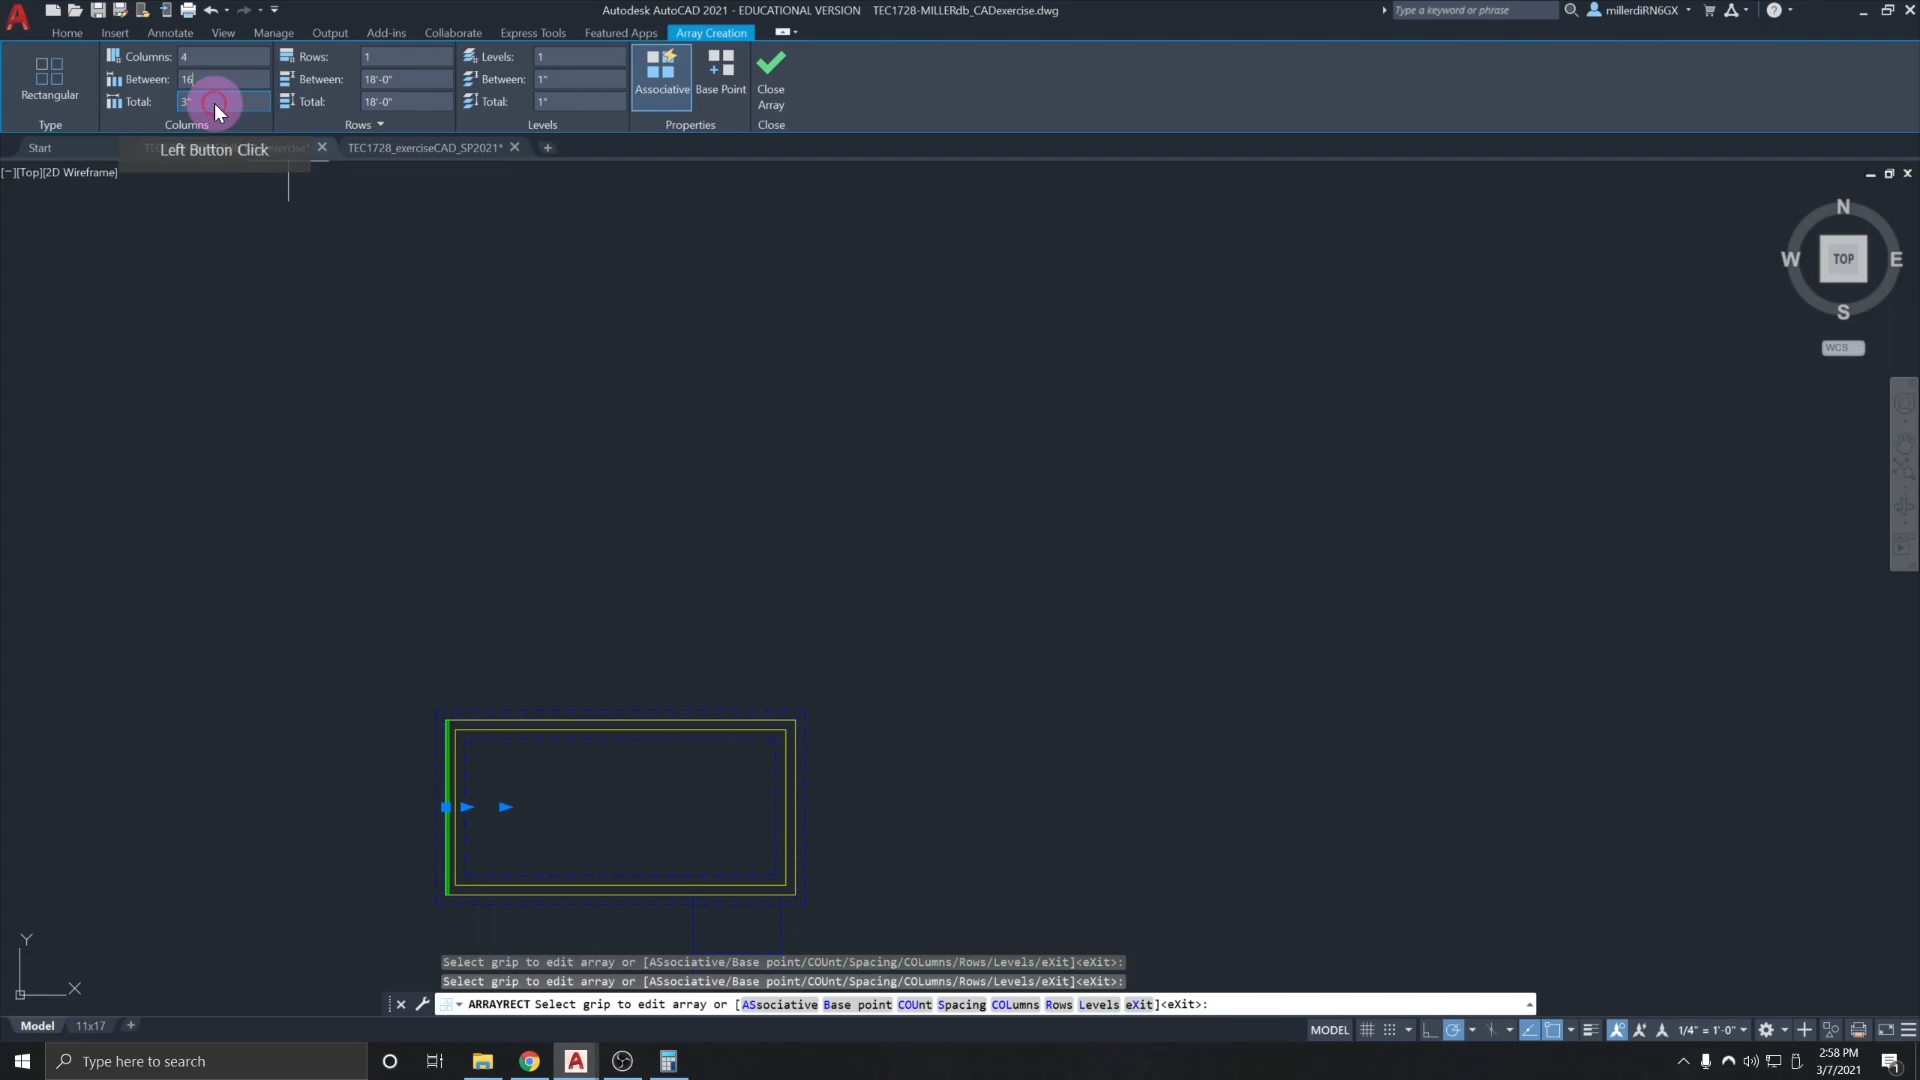 Autodesk AutoCAD 2021 - EDUCATIONAL VERSION TEC1728-MILLERdb_CADexercise.dwg
Type a keyword or phrase
millerdiRN6GX
Home Insert Annotate View Manage Output Add-ins Collaborate Express Tools Featured Apps Array Creation
Columns: 4 Rows: 1 Levels: 1
Between: 16 Between: 18'-0" Between: 1"
Total: 3" Total: 18'-0" Total: 1"
Rectangular
Associative Base Point Close Array
Type Columns Rows Levels Properties Close
Start TEC1728_exerciseCAD_SP2021*
Left Button Click
[−][Top][2D Wireframe]
N
W TOP E
S
WCS
Y
X
Select grip to edit array or [ASsociative/Base point/COUnt/Spacing/COLumns/Rows/Levels/eXit]<eXit>:
Select grip to edit array or [ASsociative/Base point/COUnt/Spacing/COLumns/Rows/Levels/eXit]<eXit>:
ARRAYRECT Select grip to edit array or [ASsociative Base point COUnt Spacing COLumns Rows Levels eXit]<eXit>:
Model 11x17 +
MODEL 1/4" = 1'-0"
Type here to search
2:58 PM
3/7/2021
1